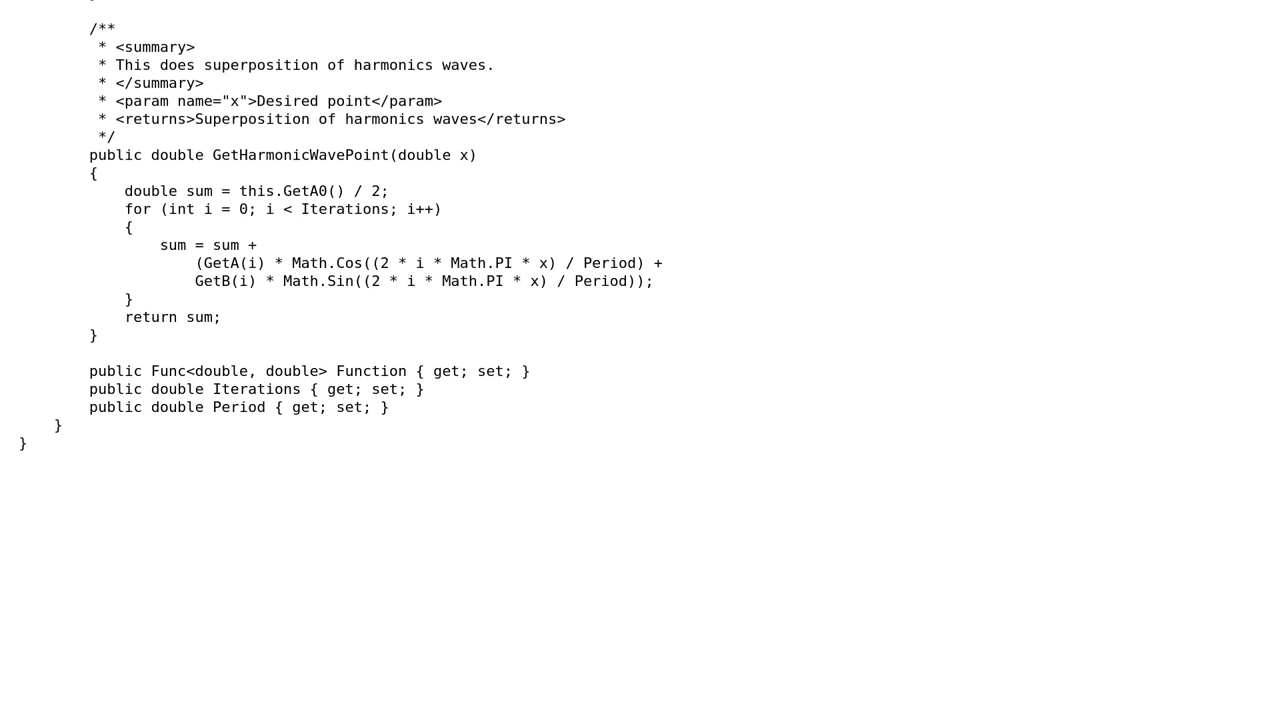 /**
         * <summary>
         * This does superposition of harmonics waves.
         * </summary>
         * <param name="x">Desired point</param>
         * <returns>Superposition of harmonics waves</returns>
         */
        public double GetHarmonicWavePoint(double x)
        {
            double sum = this.GetA0() / 2;
            for (int i = 0; i < Iterations; i++)
            {
                sum = sum +
                    (GetA(i) * Math.Cos((2 * i * Math.PI * x) / Period) +
                    GetB(i) * Math.Sin((2 * i * Math.PI * x) / Period));
            }
            return sum;
        }

        public Func<double, double> Function { get; set; }
        public double Iterations { get; set; }
        public double Period { get; set; }
    }
}